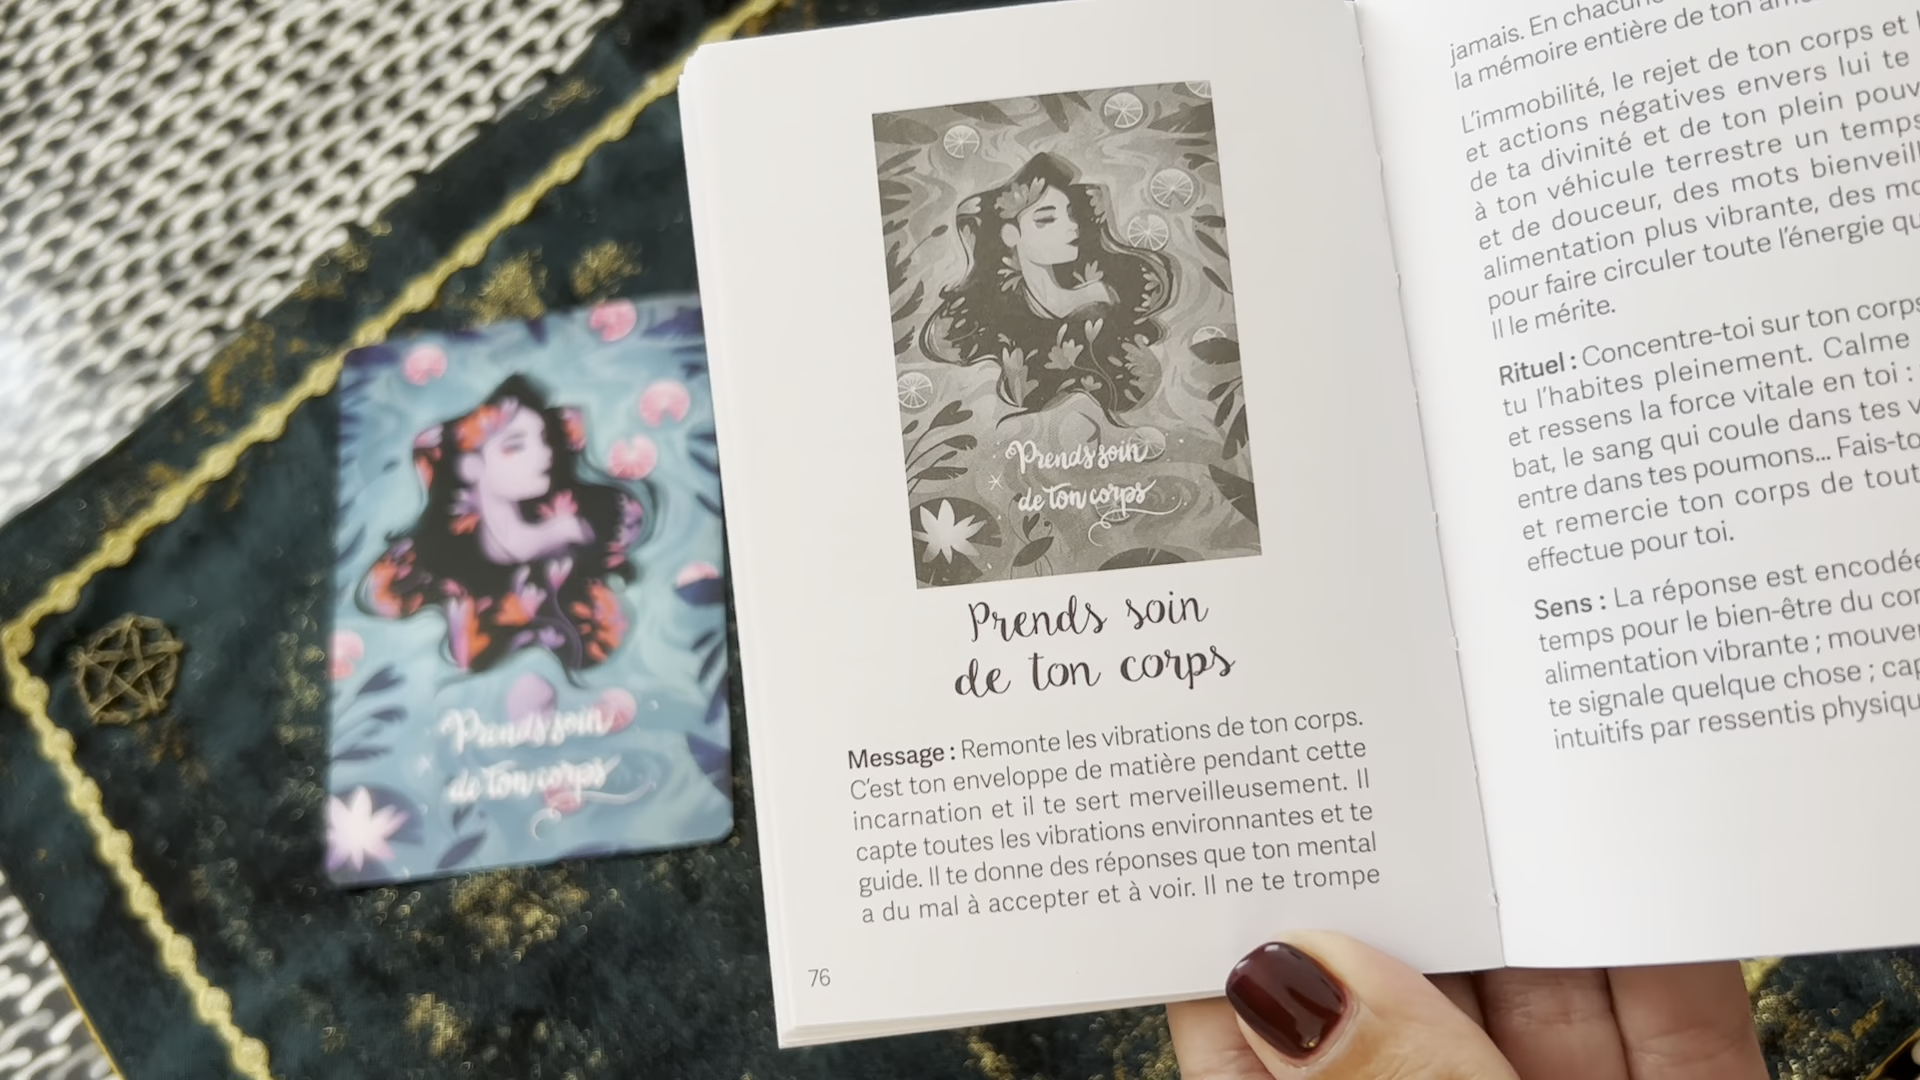 Prends soin
de ton corps
Prends soin
de ton corps
Prends soin
de ton corps
Message : Remonte les vibrations de ton corps.
C'est ton enveloppe de matière pendant cette
incarnation et il te sert merveilleusement. Il
capte toutes les vibrations environnantes et te
guide. Il te donne des réponses que ton mental
a du mal à accepter et à voir. Il ne te trompe
76
jamais. En chacune
la mémoire entière de ton
L'immobilité, le rejet de ton corps et
et actions négatives envers lui te
de ta divinité et de ton plein
à ton véhicule terrestre un temps
et de douceur, des mots
alimentation plus vibrante, des
pour faire circuler toute l'énergie
Il le mérite.
Rituel : Concentre-toi sur ton corps
tu l'habites pleinement. Calme
et ressens la force vitale en toi :
bat, le sang qui coule dans tes
entre dans tes poumons...
et remercie ton corps de tout
effectue pour toi.
Sens : La réponse est encodée
temps pour le bien-être du
alimentation vibrante ;
te signale quelque chose ;
intuitifs par ressentis